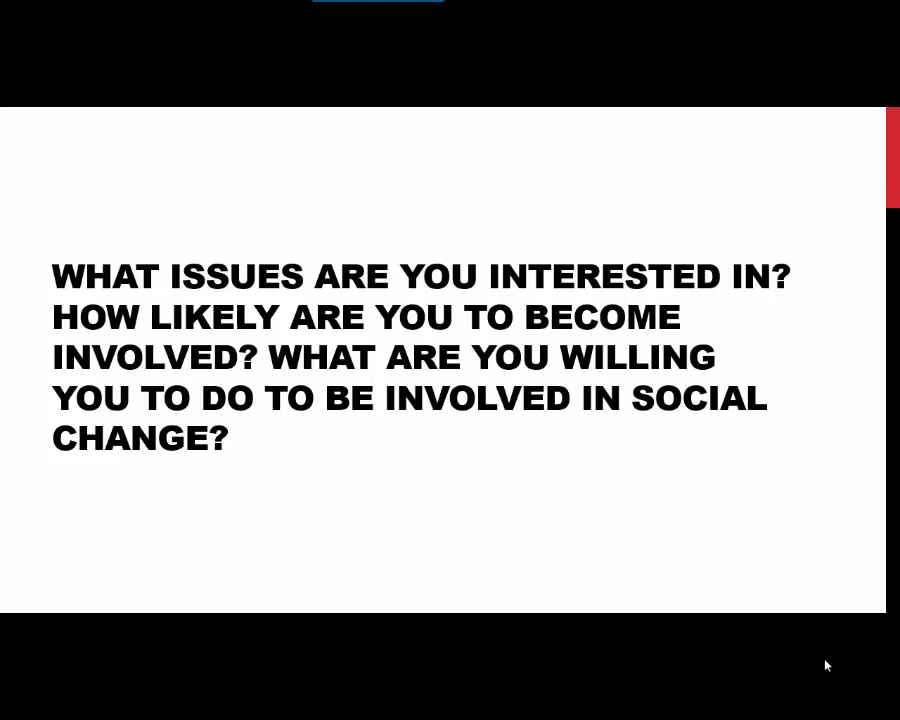 WHAT ISSUES ARE YOU INTERESTED IN?
HOW LIKELY ARE YOU TO BECOME
INVOLVED? WHAT ARE YOU WILLING
YOU TO DO TO BE INVOLVED IN SOCIAL
CHANGE?